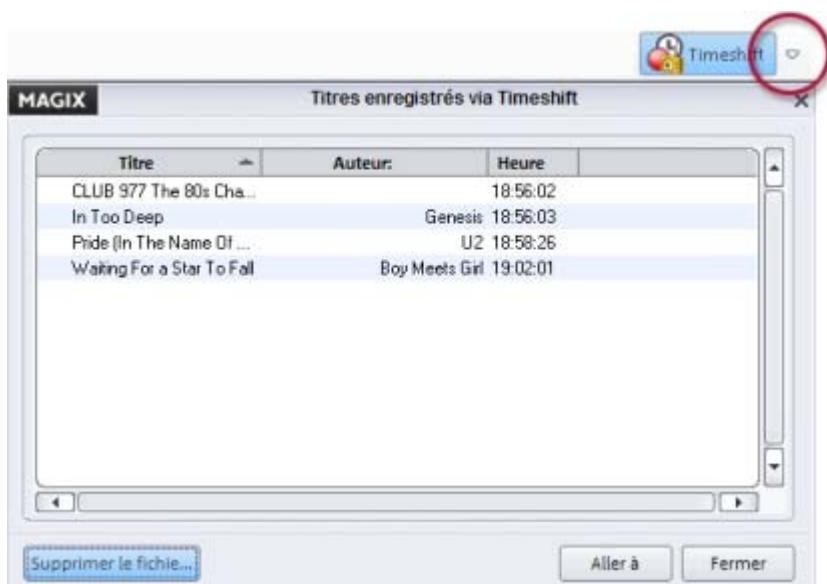 Timeshift
MAGIX Titres enregistrés via Timeshift
Titre Auteur: Heure
CLUB 977 The 80s Cha... 18:56:02
In Too Deep Genesis 18:56:03
Pride (In The Name Of ... U2 18:58:26
Waiting For a Star To Fall Boy Meets Girl 19:02:01
Supprimer le fichie... Aller à Fermer